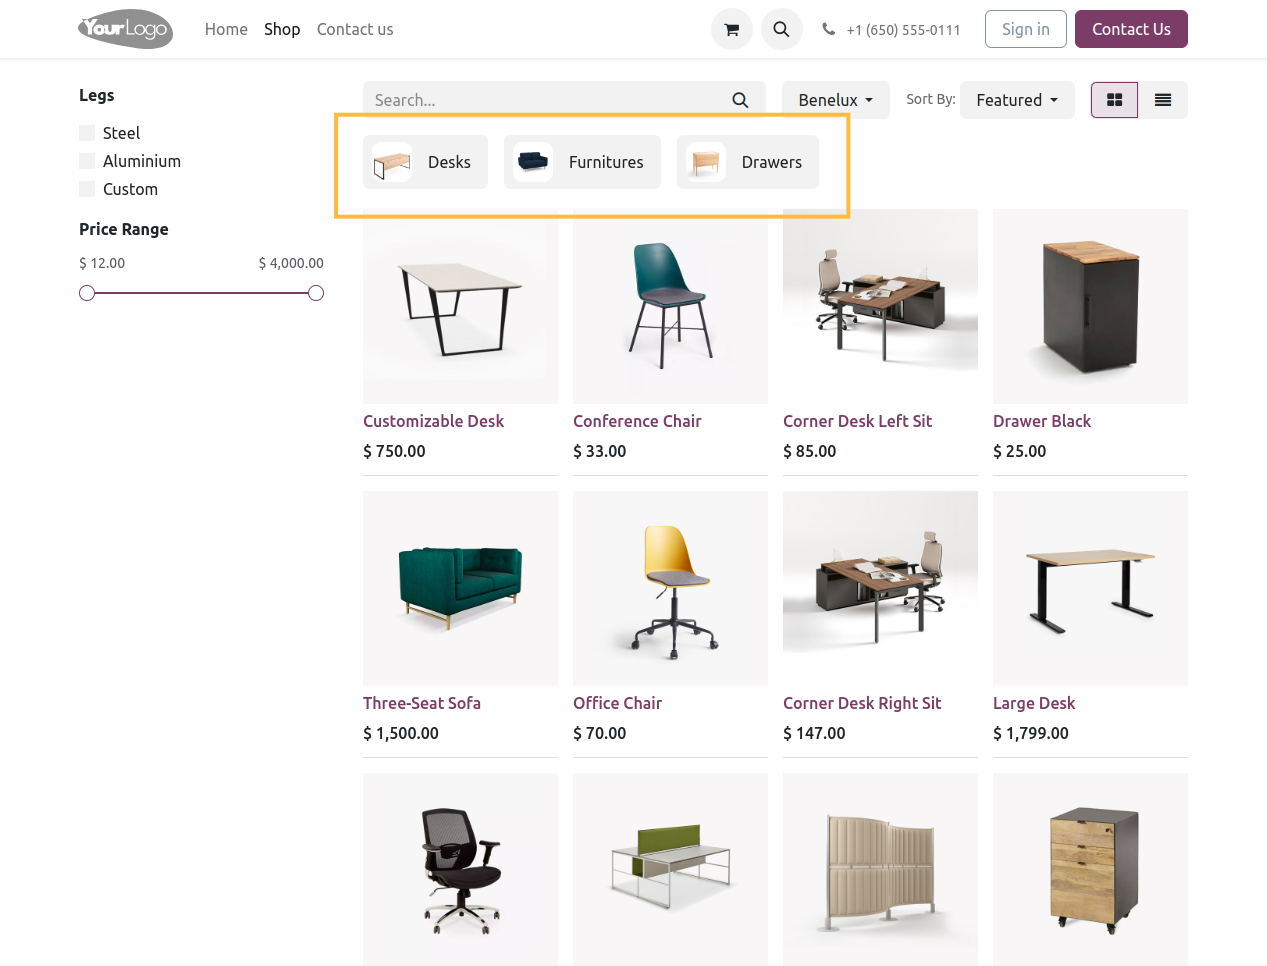 YourLogo
Home Shop Contact us
+1 (650) 555-0111
Sign in
Contact Us
Legs
Steel
Aluminium
Custom
Price Range
$ 12.00 $ 4,000.00
Search...
Benelux
Sort By: Featured
Desks Furnitures Drawers
Customizable Desk
$ 750.00
Conference Chair
$ 33.00
Corner Desk Left Sit
$ 85.00
Drawer Black
$ 25.00
Three-Seat Sofa
$ 1,500.00
Office Chair
$ 70.00
Corner Desk Right Sit
$ 147.00
Large Desk
$ 1,799.00